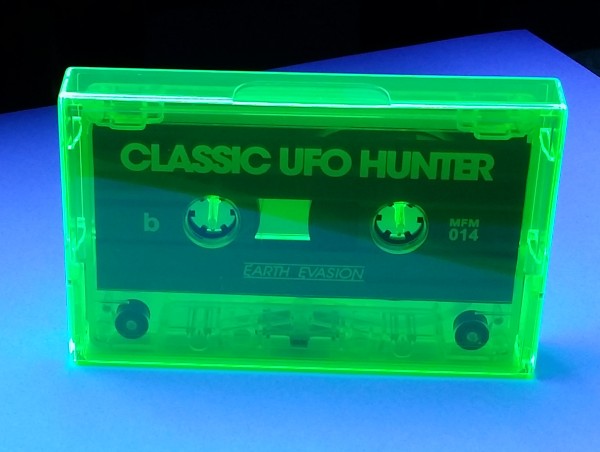 CLASSIC UFO HUNTER
b
MFM
014
EARTH EVASION